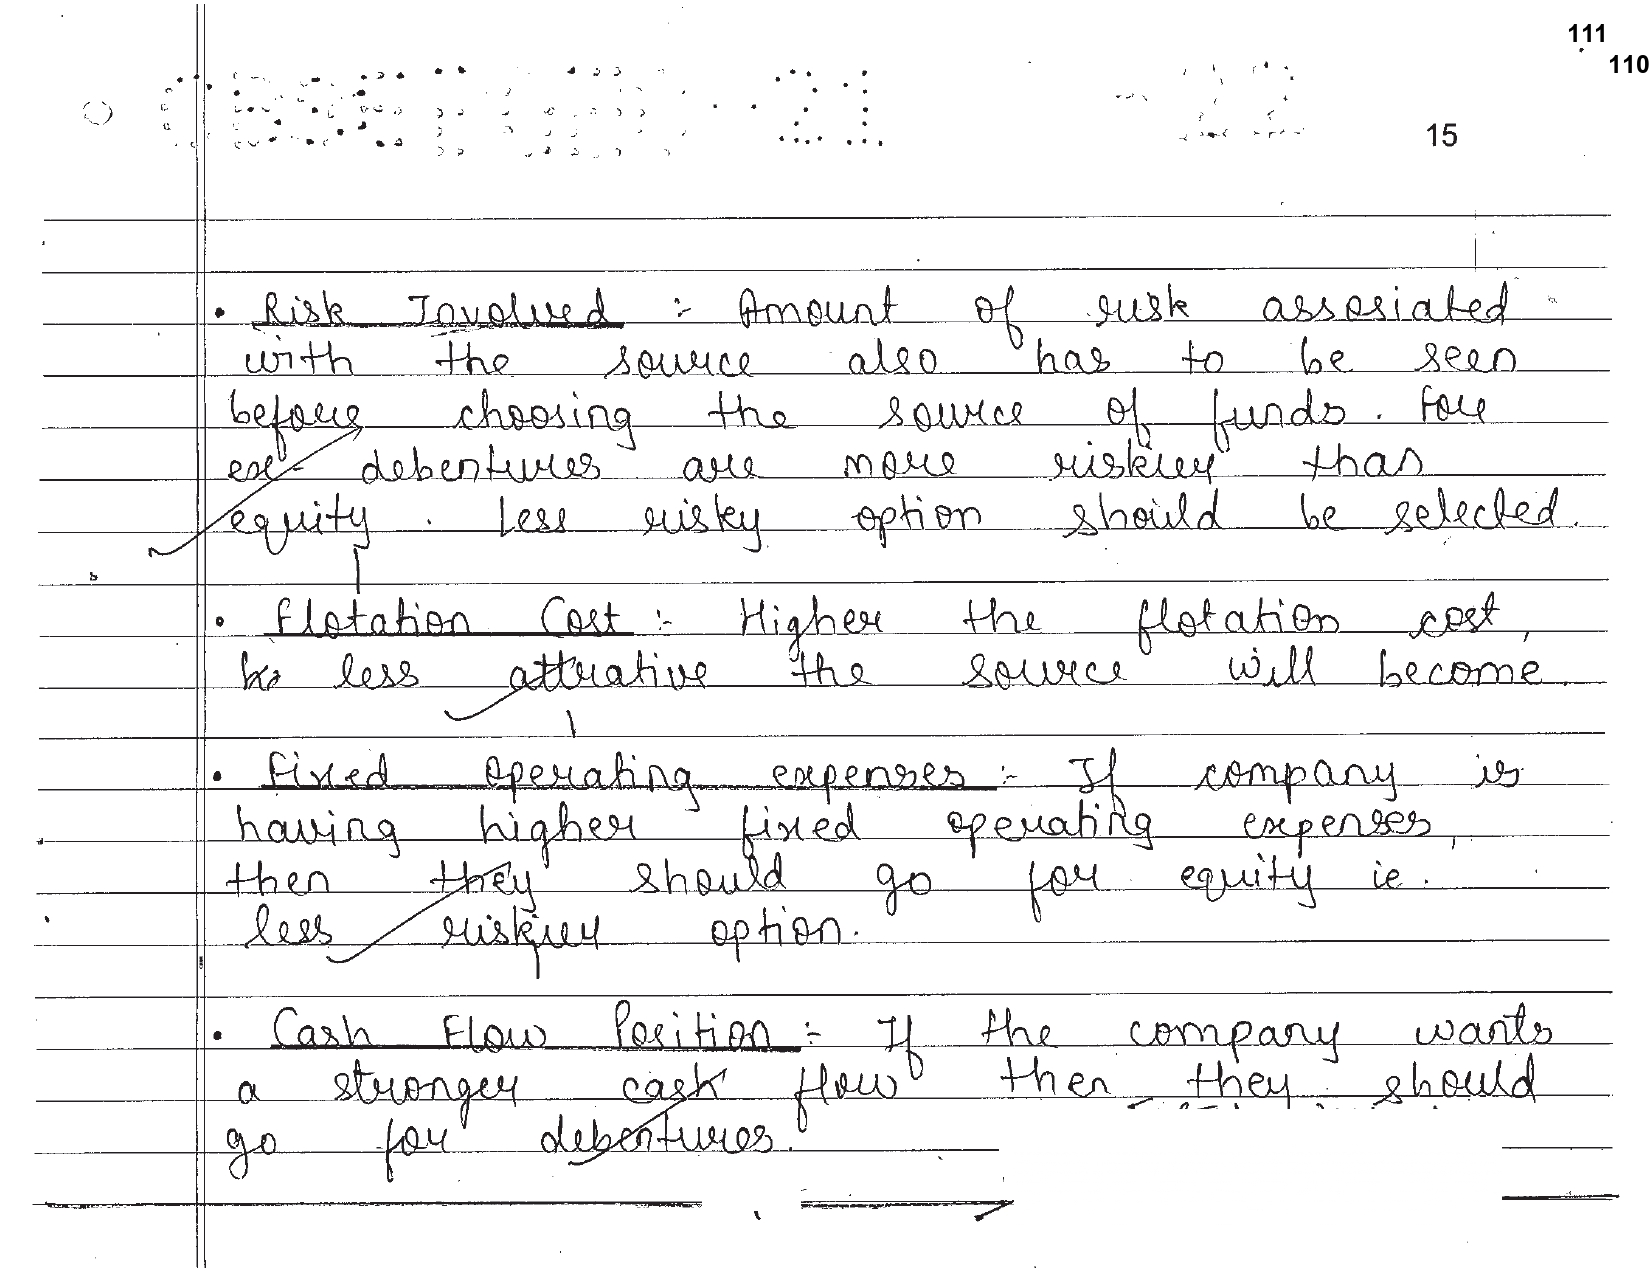 111
110
15
• Risk Involved :- Amount of risk assosiated
with the source also has to be seen
before choosing the source of funds. For
ex- debentures are more riskier than
equity. Less risky option should be selected.
• Flotation Cost :- Higher the flotation cost,
less attrative the source will become
• Fixed Operating expenses :- If company is
having higher fixed operating expenses,
then they should go for equity ie.
less riskier option.
• Cash Flow Position :- If the company wants
a stronger cash flow then they should
go for debentures.